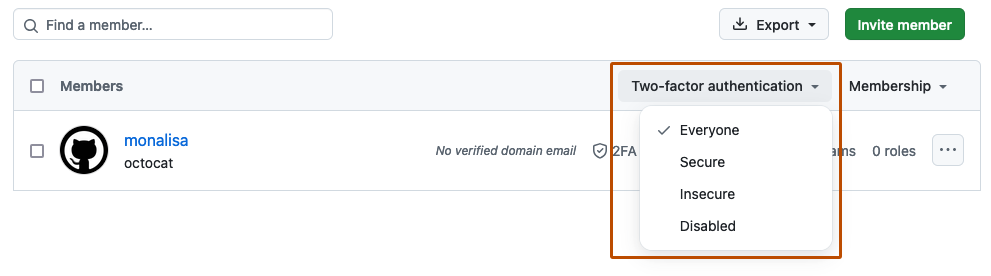 Find a member...
Export
Invite member
Members
Two-factor authentication
Membership
Everyone
Secure
Insecure
Disabled
monalisa
octocat
No verified domain email
2FA
0 roles